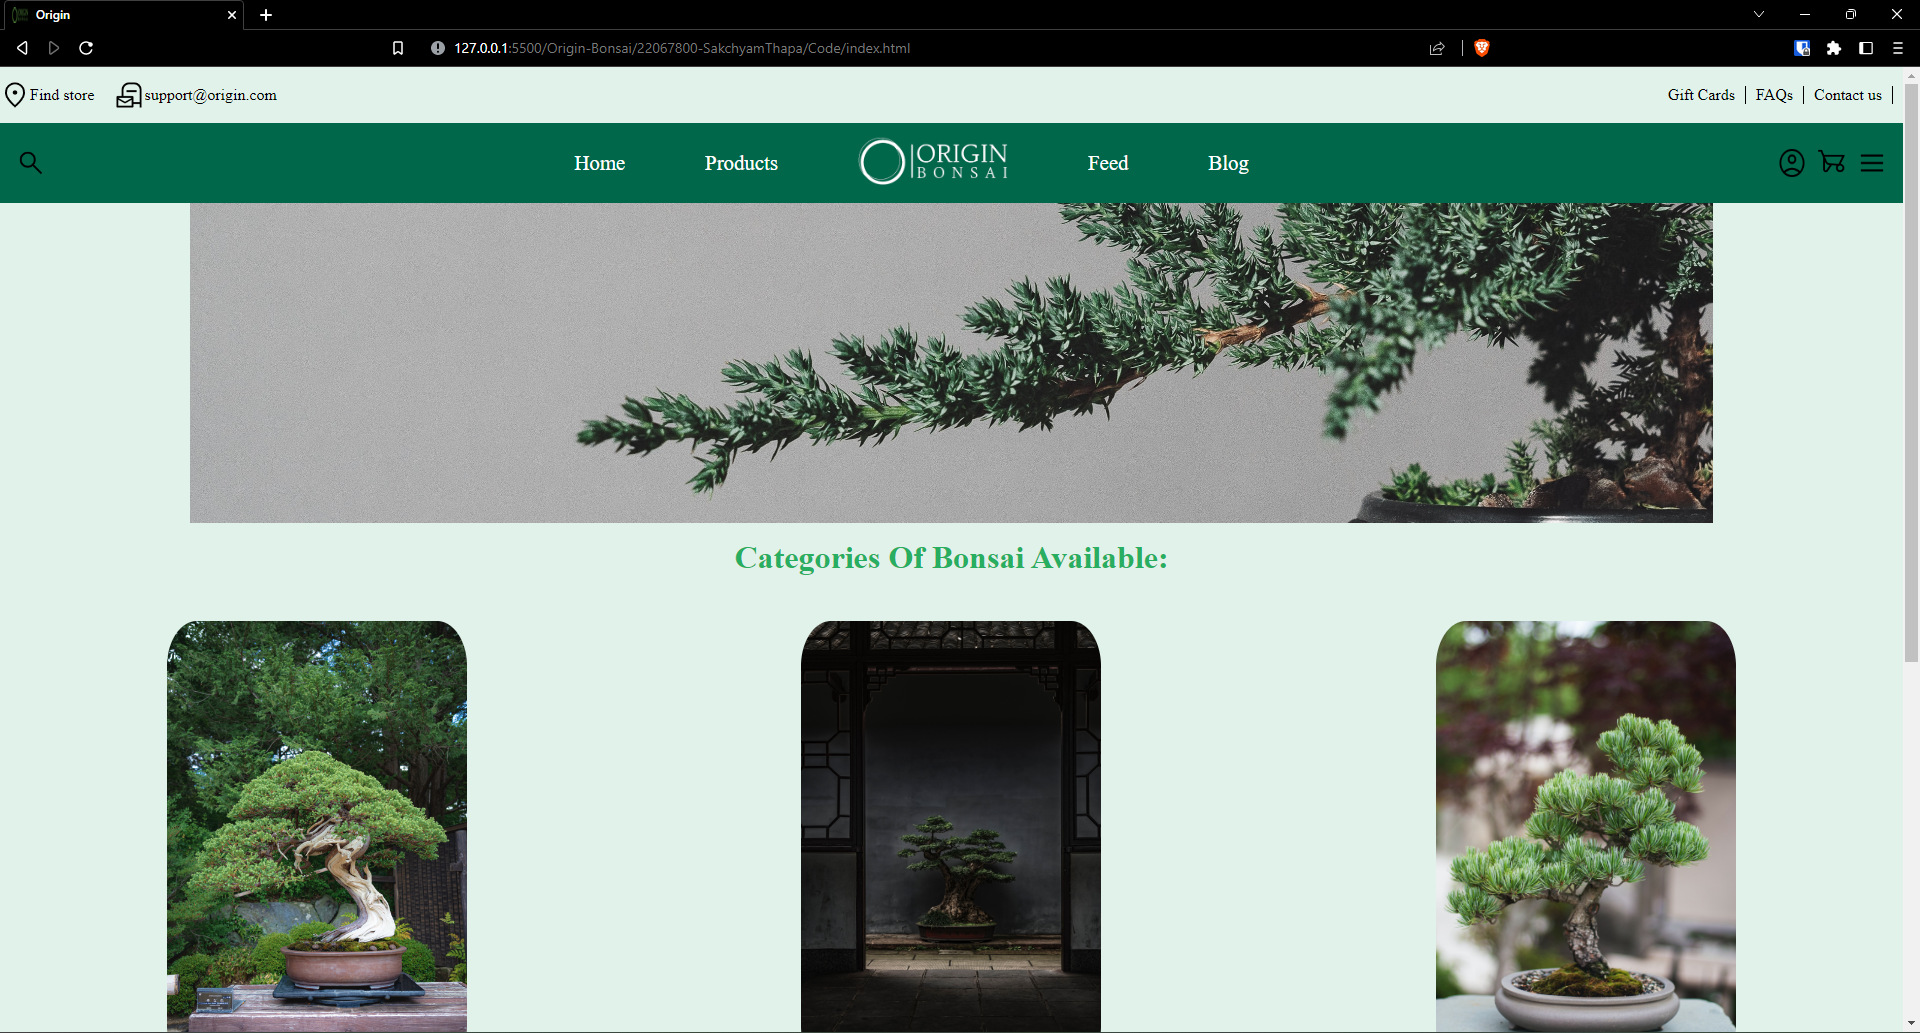 Origin
127.0.0.1:5500/Origin-Bonsai/22067800-SakchyamThapa/Code/index.html
Find store support@origin.com Gift Cards FAQs Contact us
Home Products ORIGIN BONSAI Feed Blog
Categories Of Bonsai Available: